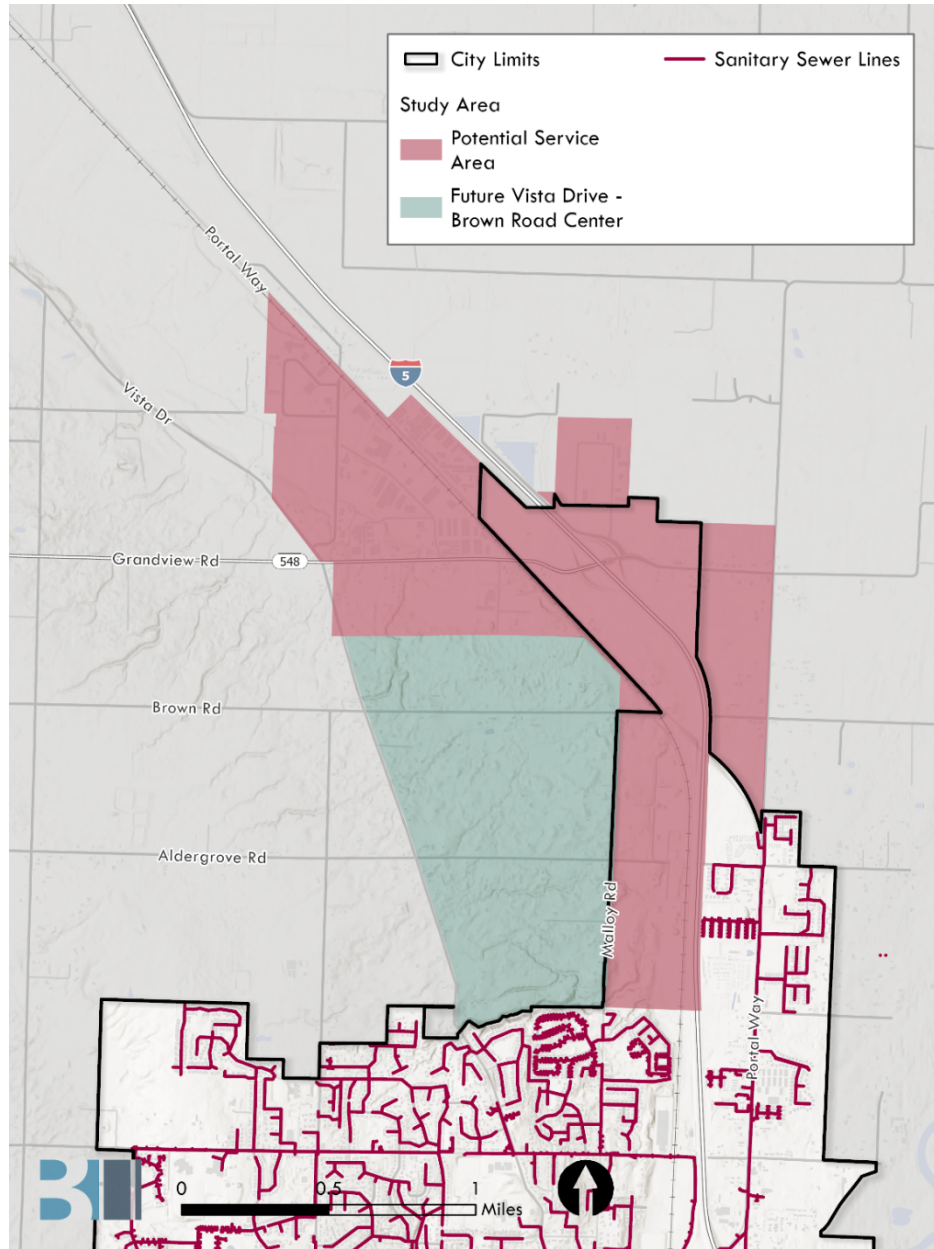 City Limits
Sanitary Sewer Lines
Study Area
Potential Service
Area
Future Vista Drive -
Brown Road Center
Portal Way
5
Vista Dr
Grandview Rd
548
Brown Rd
Aldergrove Rd
Malloy Rd
Portal Way
B
0 0.5 1 Miles